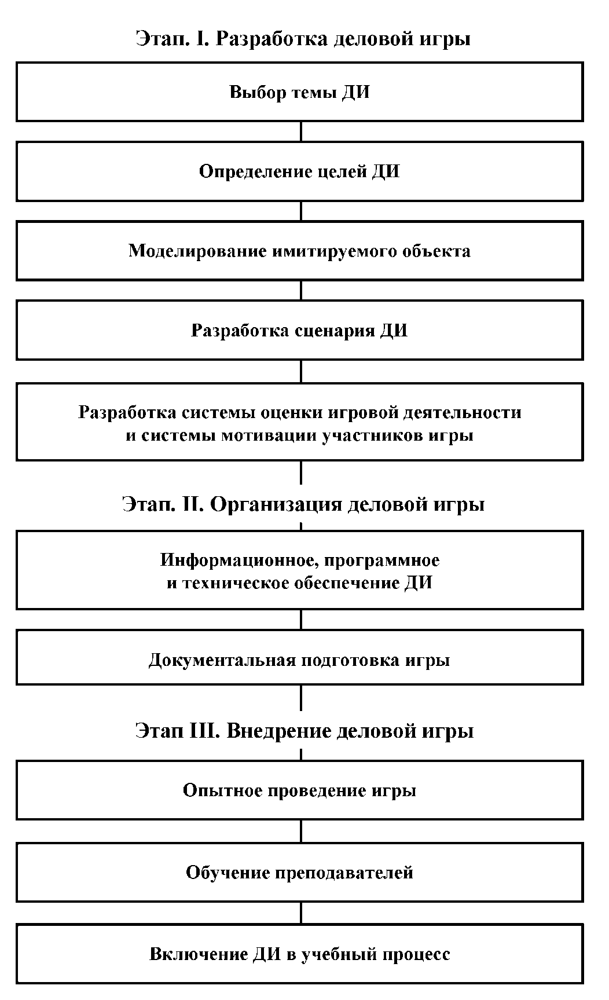 Этап. I. Разработка деловой игры
Выбор темы ДИ
Определение целей ДИ
Моделирование имитируемого объекта
Разработка сценария ДИ
Разработка системы оценки игровой деятельности
и системы мотивации участников игры
Этап. II. Организация деловой игры
Информационное, программное
и техническое обеспечение ДИ
Документальная подготовка игры
Этап III. Внедрение деловой игры
Опытное проведение игры
Обучение преподавателей
Включение ДИ в учебный процесс